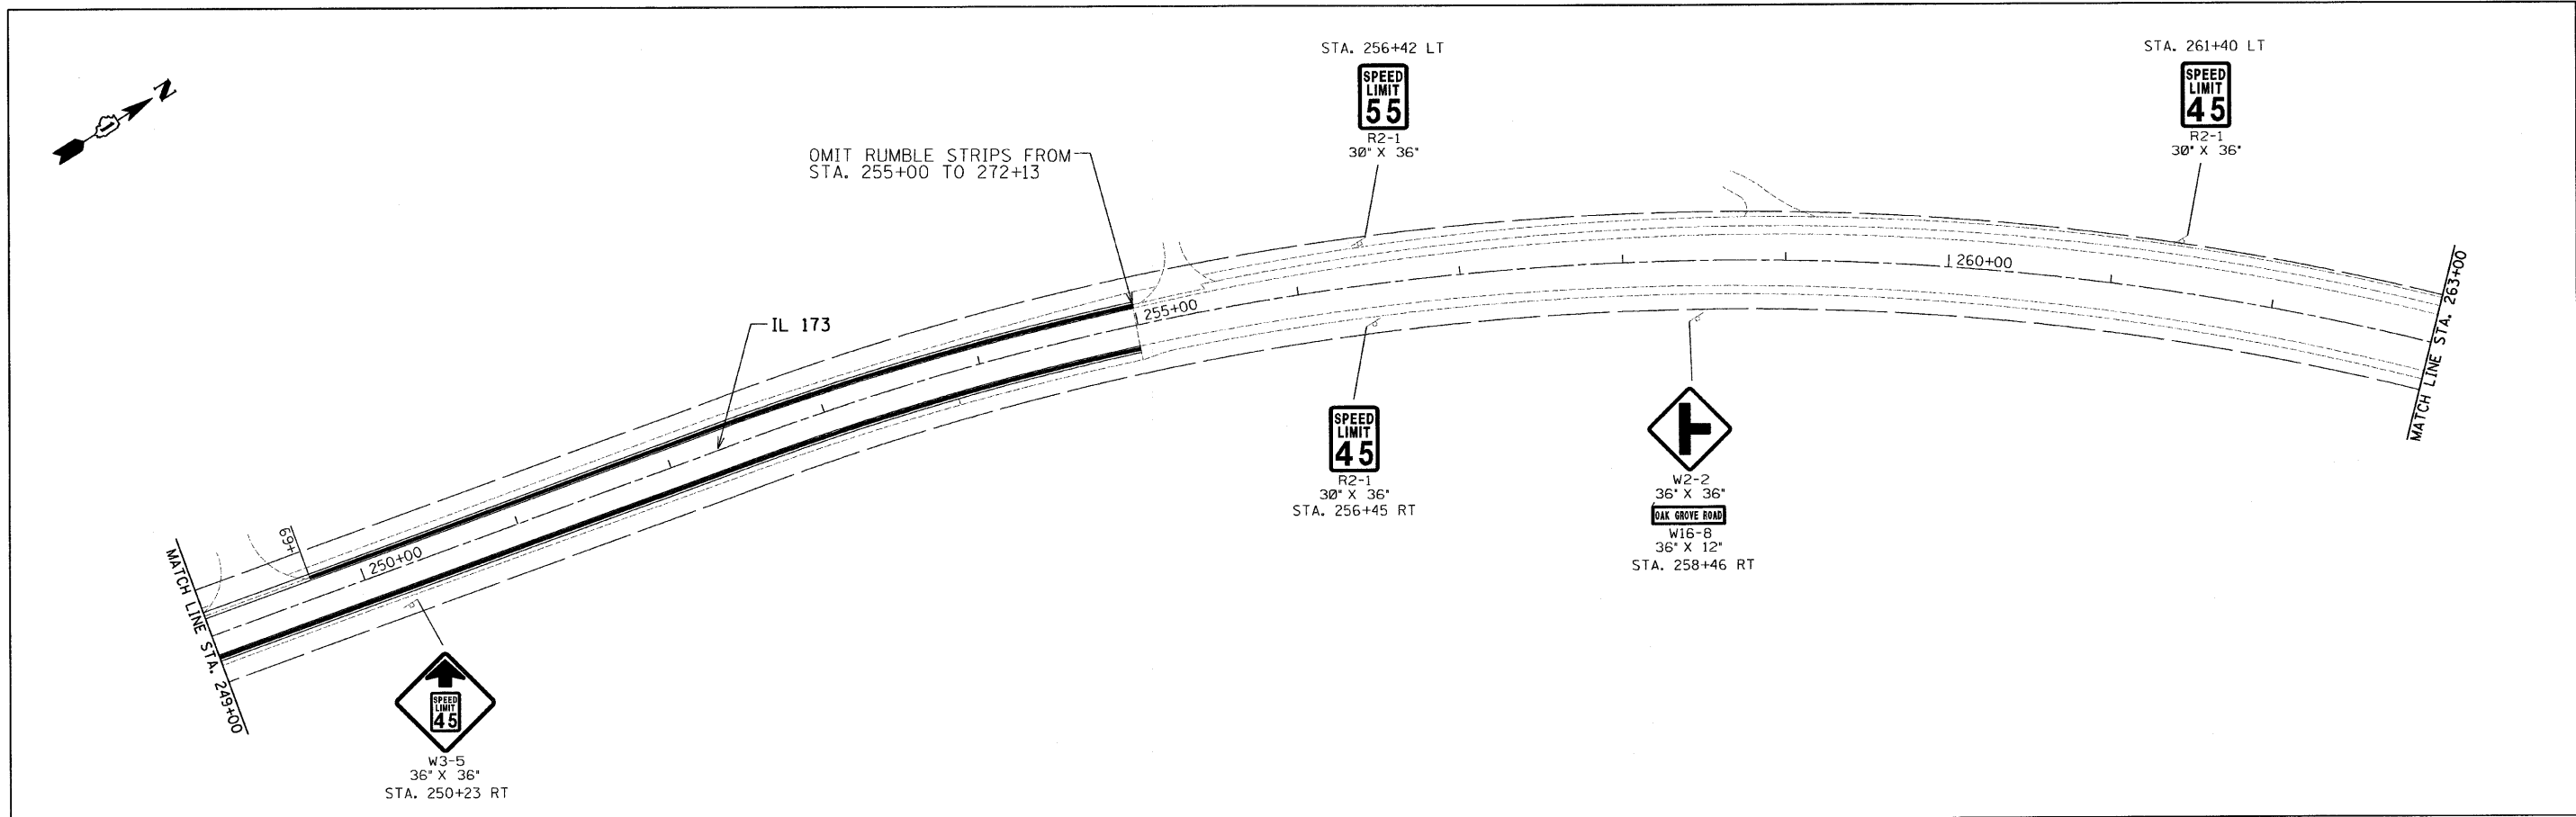 N
STA. 256+42 LT
SPEED
LIMIT
55
R2-1
30" X 36"
STA. 261+40 LT
SPEED
LIMIT
45
R2-1
30" X 36"
OMIT RUMBLE STRIPS FROM
STA. 255+00 TO 272+13
IL 173
255+00
260+00
MATCH LINE STA. 263+00
SPEED
LIMIT
45
R2-1
30" X 36"
STA. 256+45 RT
W2-2
36" X 36"
OAK GROVE ROAD
W16-8
36" X 12"
STA. 258+46 RT
+69
250+00
MATCH LINE STA. 249+00
SPEED
LIMIT
45
W3-5
36" X 36"
STA. 250+23 RT